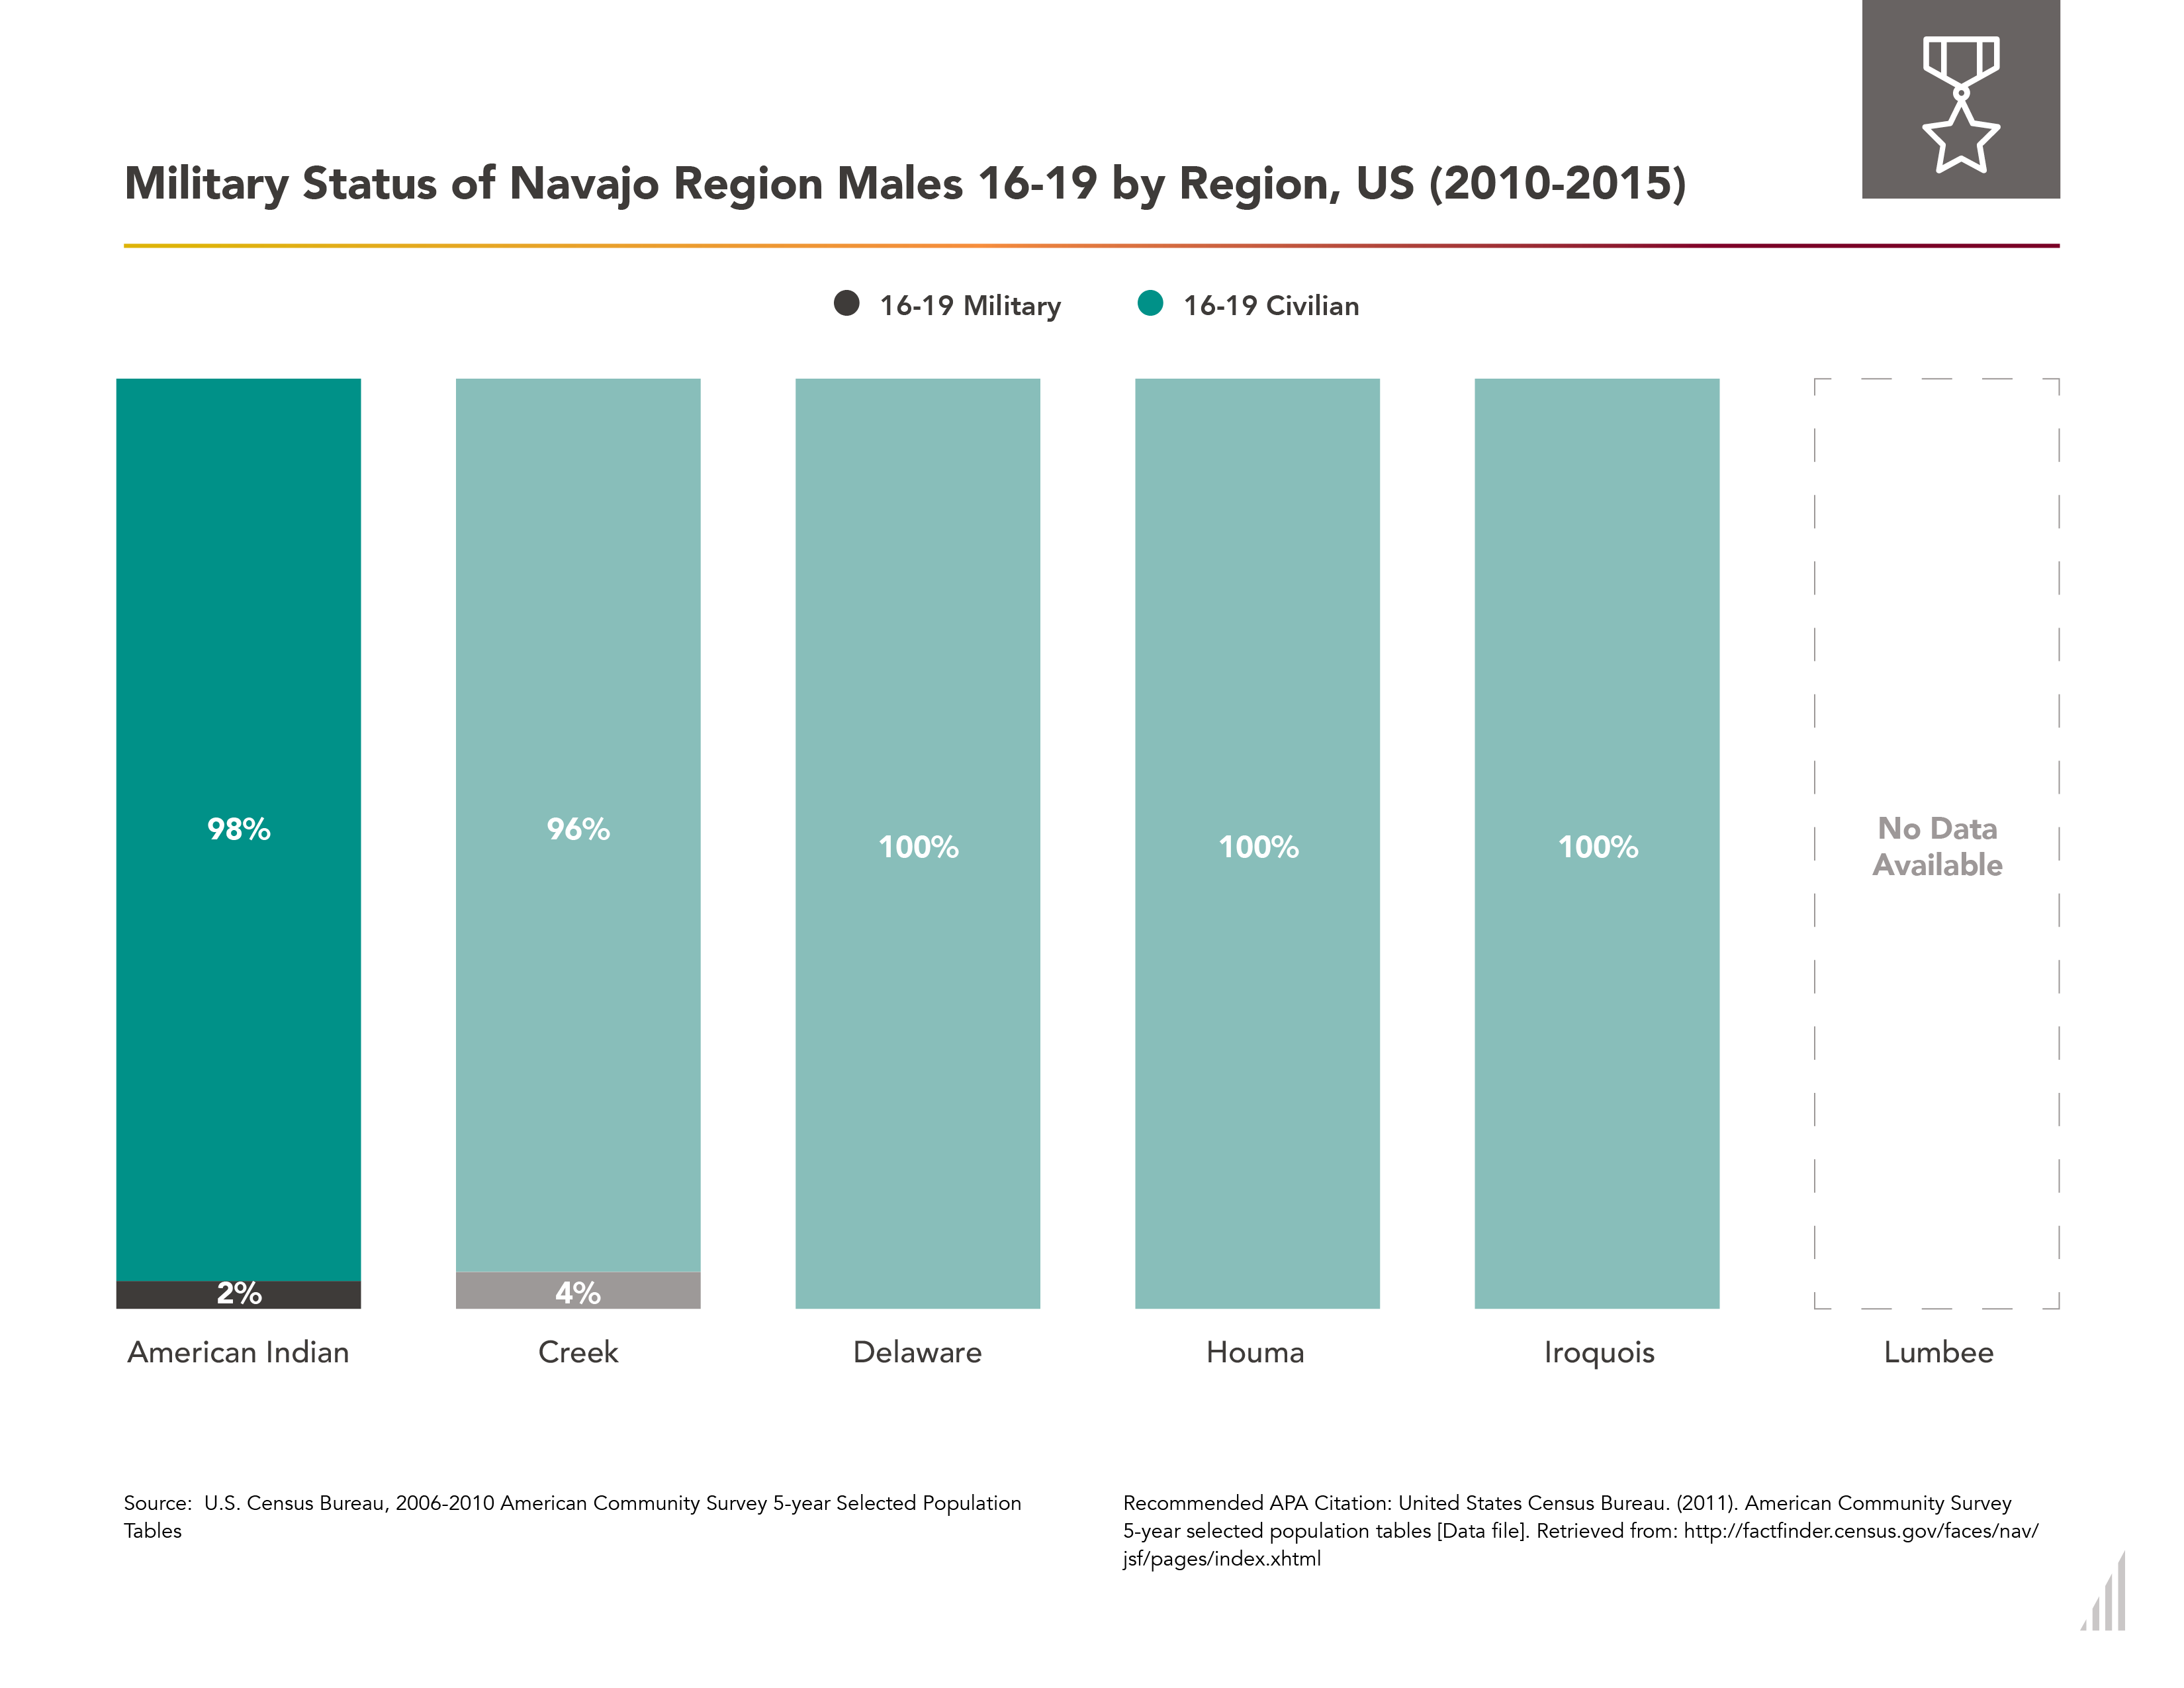 Military Status of Navajo Region Males 16-19 by Region, US (2010-2015)
16-19 Military
16-19 Civilian
98%
96%
100%
100%
100%
No Data
Available
2%
4%
American Indian
Creek
Delaware
Houma
Iroquois
Lumbee
Source:  U.S. Census Bureau, 2006-2010 American Community Survey 5-year Selected Population
Tables
Recommended APA Citation: United States Census Bureau. (2011). American Community Survey
5-year selected population tables [Data file]. Retrieved from: http://factfinder.census.gov/faces/nav/
jsf/pages/index.xhtml